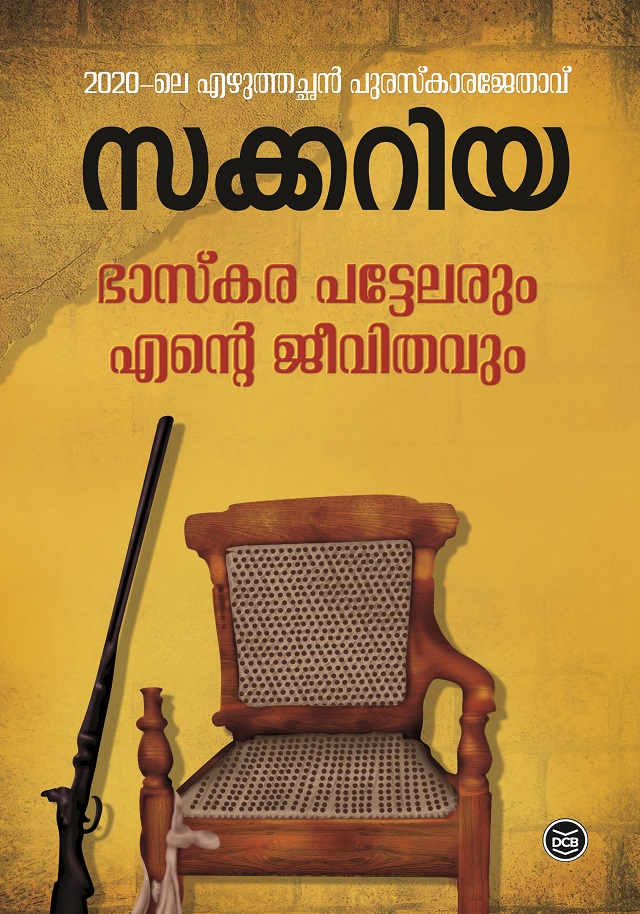 2020-ലെ എഴുത്തച്ഛൻ പുരസ്കാരജേതാവ്
സക്കറിയ
ഭാസ്കര പട്ടേലരും
എന്റെ ജീവിതവും
DCB